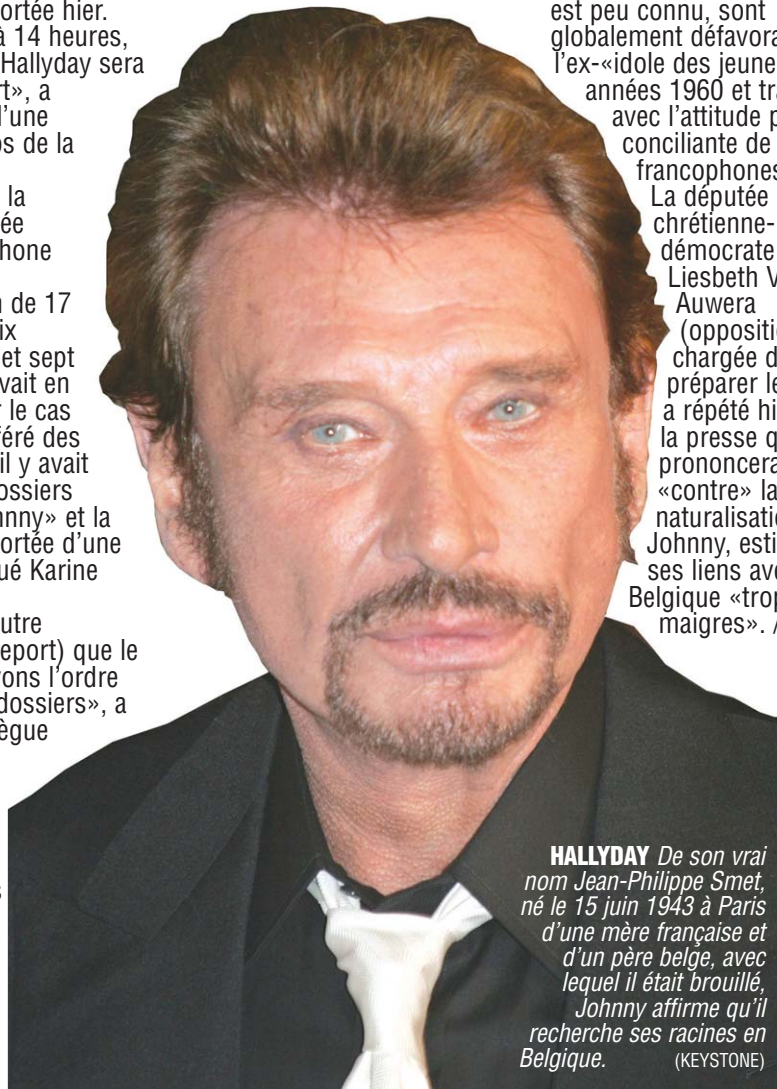 ortée hier.
à 14 heures,
Hallyday sera
rt», a
l'une
os de la
la
ée
hone
n de 17
ix
et sept
vait en
r le cas
féré des
il y avait
ossiers
nny» et la
ortée d'une
ué Karine
utre
eport) que le
ons l'ordre
dossiers», a
ègue
s
est peu connu, sont
globalement défavora
l'ex-«idole des jeune
années 1960 et tra
avec l'attitude p
conciliante de
francophones
La députée
chrétienne-
démocrate
Liesbeth V
Auwera
(oppositi
chargée d
préparer le
a répété hi
la presse q
prononcera
«contre» la
naturalisati
Johnny, esti
ses liens ave
Belgique «trop
maigres». /
HALLYDAY De son vrai
nom Jean-Philippe Smet,
né le 15 juin 1943 à Paris
d'une mère française et
d'un père belge, avec
lequel il était brouillé,
Johnny affirme qu'il
recherche ses racines en
Belgique. (KEYSTONE)